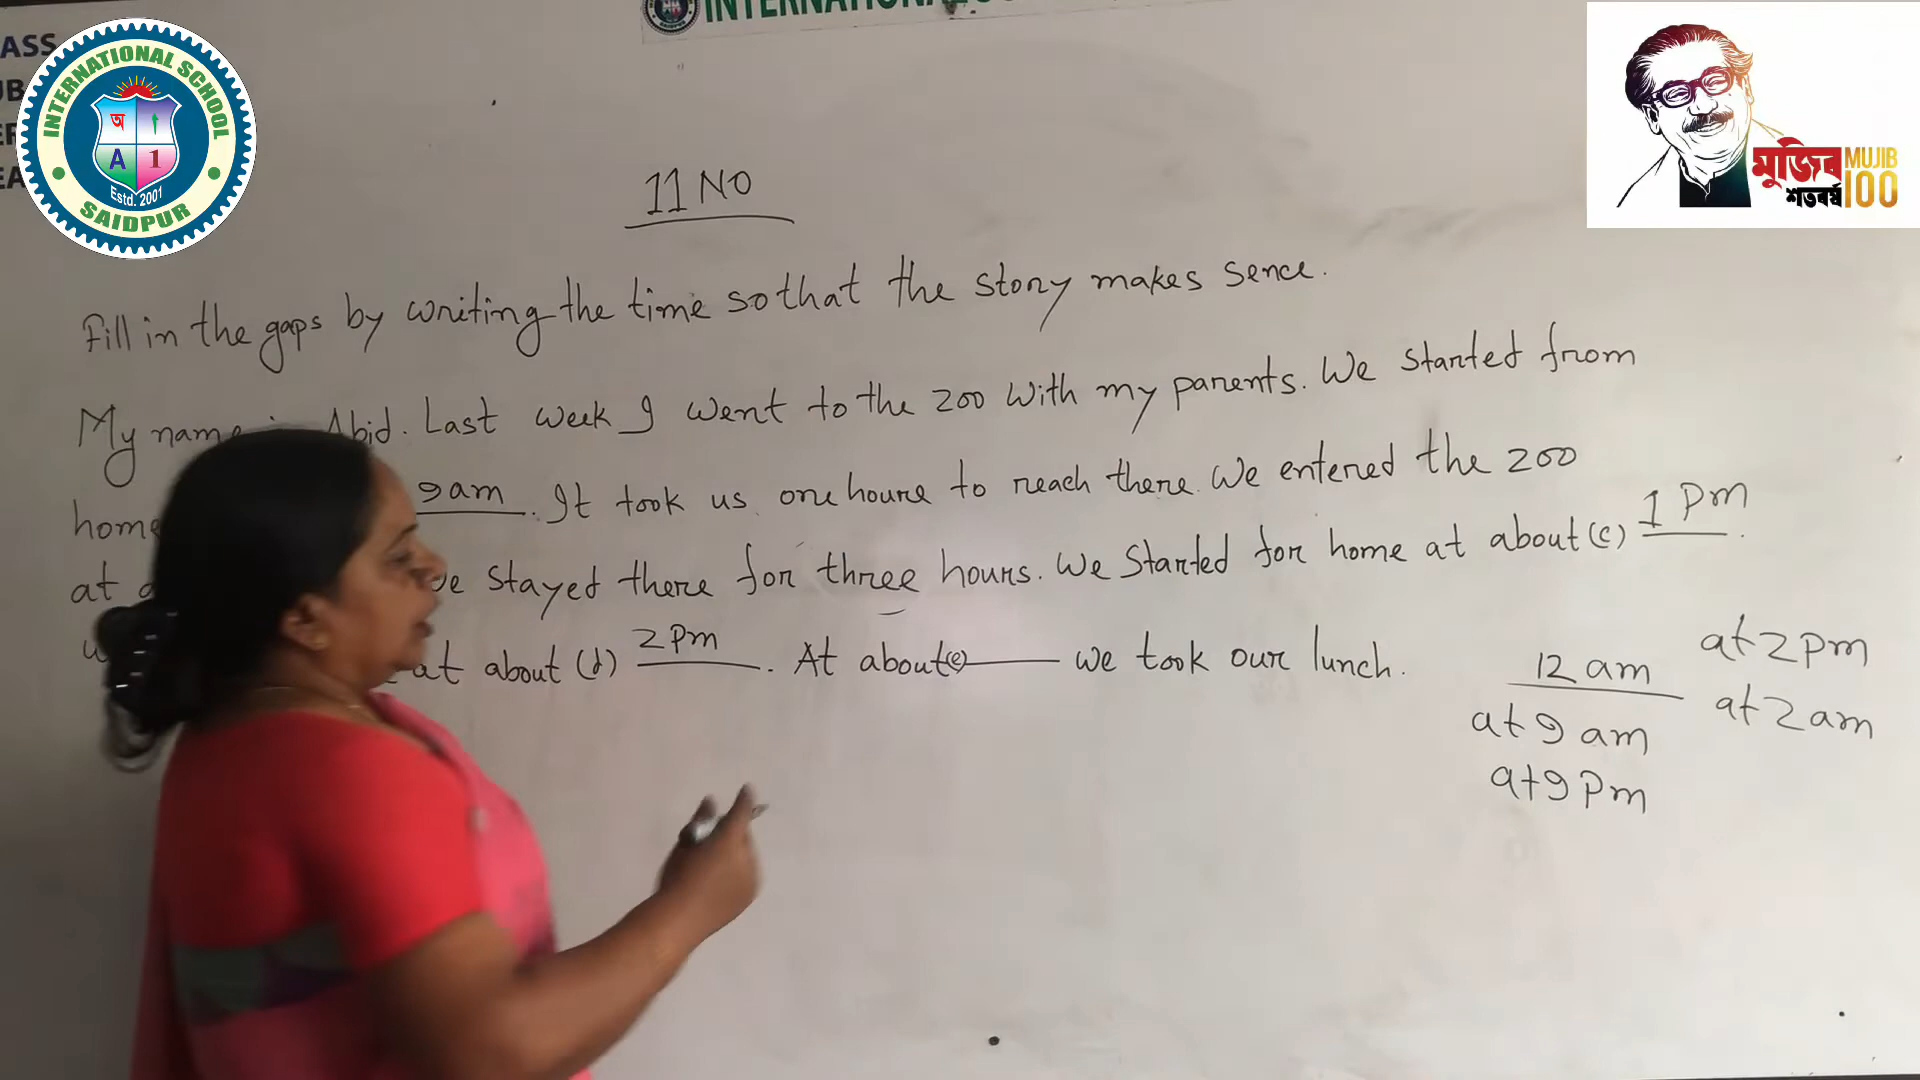 ASS
INTERNATIONAL SCHOOL
অ
A 1
Estd. 2001
SAIDPUR
SAIDPUR
মুজিব MUJIB
শতবর্ষ 100
11 NO
Fill in the gaps by writing the time so that the story makes sence.
My name Abid. Last week I went to the zoo with my parents. We started from
home 9 am. It took us one houre to reach there. We entered the zoo
at stayed there for three hours. We Started for home at about (c) 1 Pm.
at about (d) 2 Pm. At about (e) we took our lunch.
12 am
at 9 am
at 9 Pm
at 2 pm
at 2 am